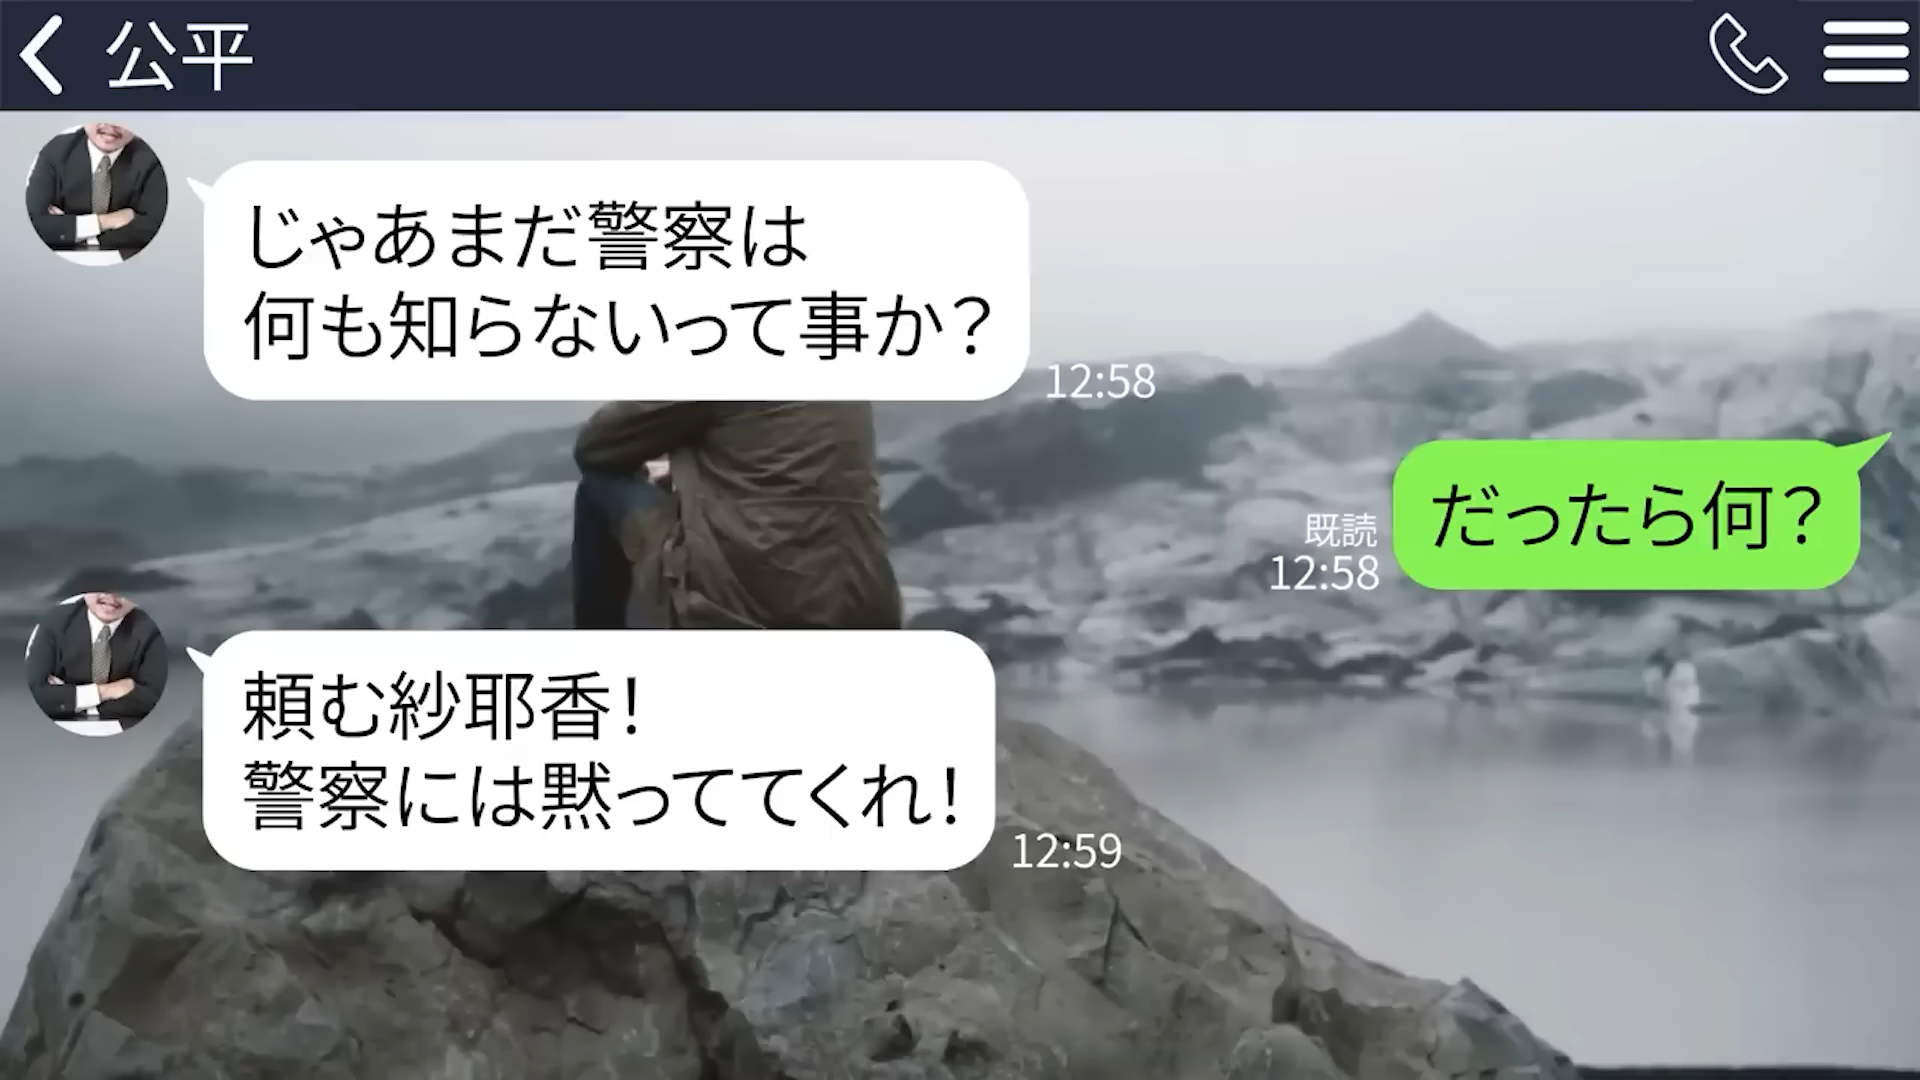 公平
じゃあまだ警察は
何も知らないって事か?
12:58
だったら何?
既読
12:58
頼む紗耶香!
警察には黙っててくれ!
12:59